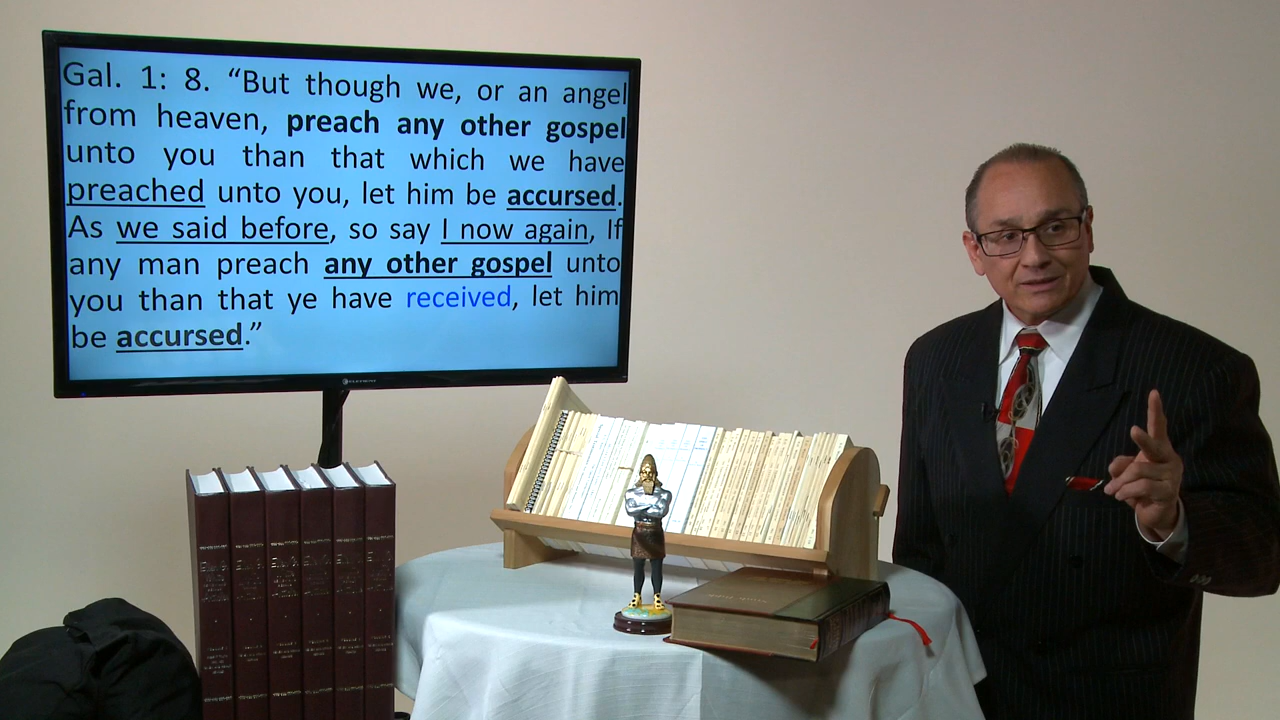 Gal. 1: 8. “But though we, or an angel
from heaven, preach any other gospel
unto you than that which we have
preached unto you, let him be accursed.
As we said before, so say I now again, If
any man preach any other gospel unto
you than that ye have received, let him
be accursed.”
ELEMENT